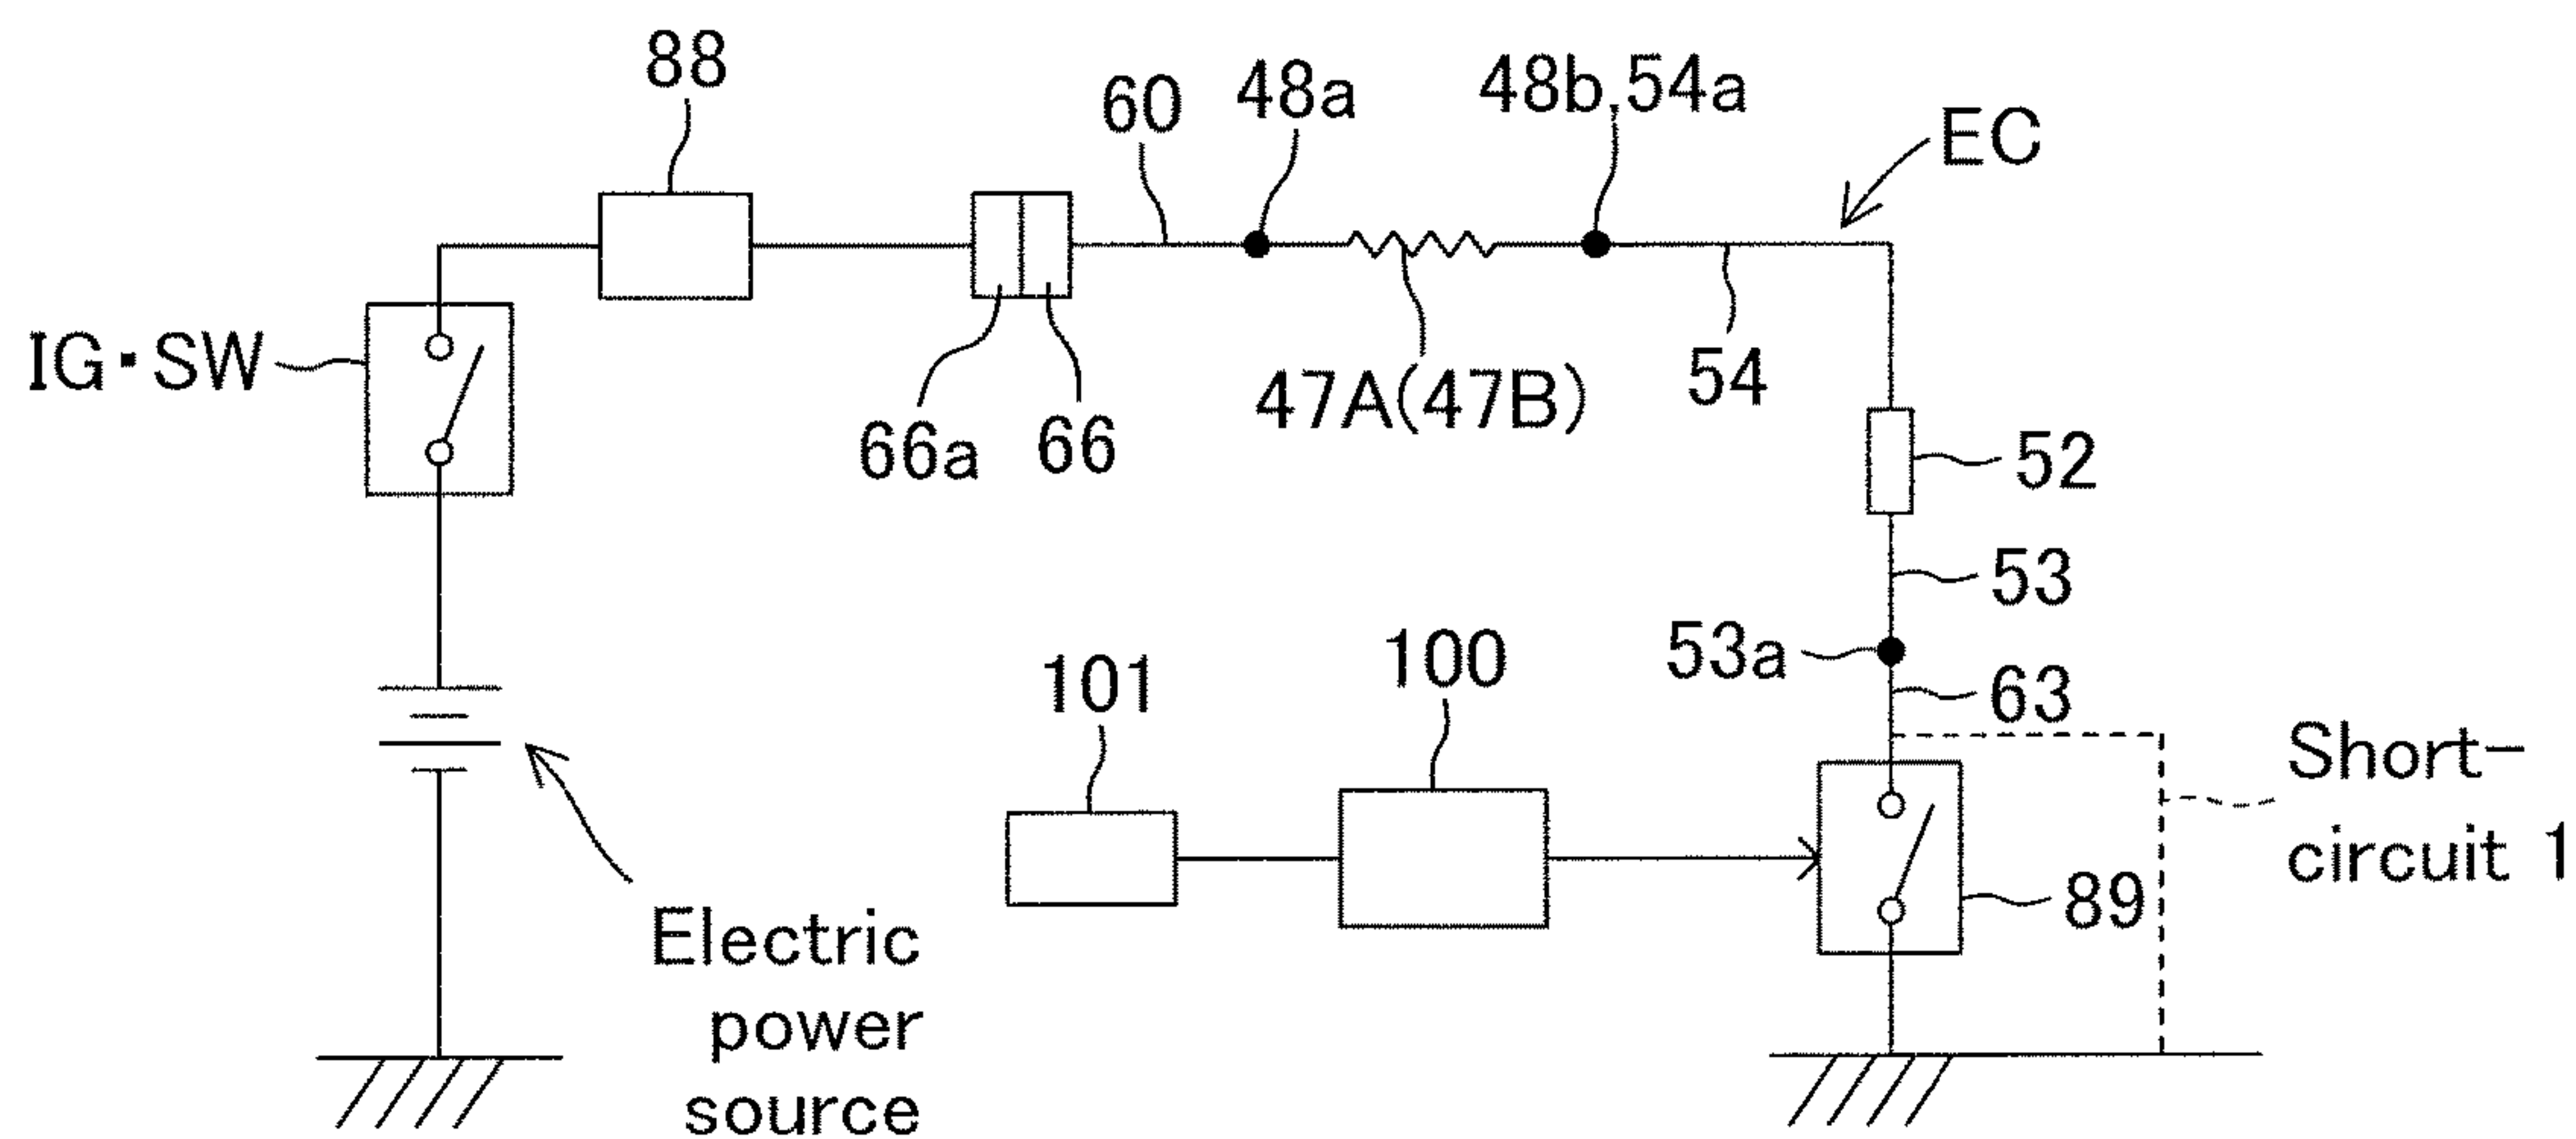 88
60
48a
48b,54a
EC
IG・SW
66a
66
47A(47B)
54
52
53
53a
63
101
100
Short-
circuit 1
89
Electric
power
source